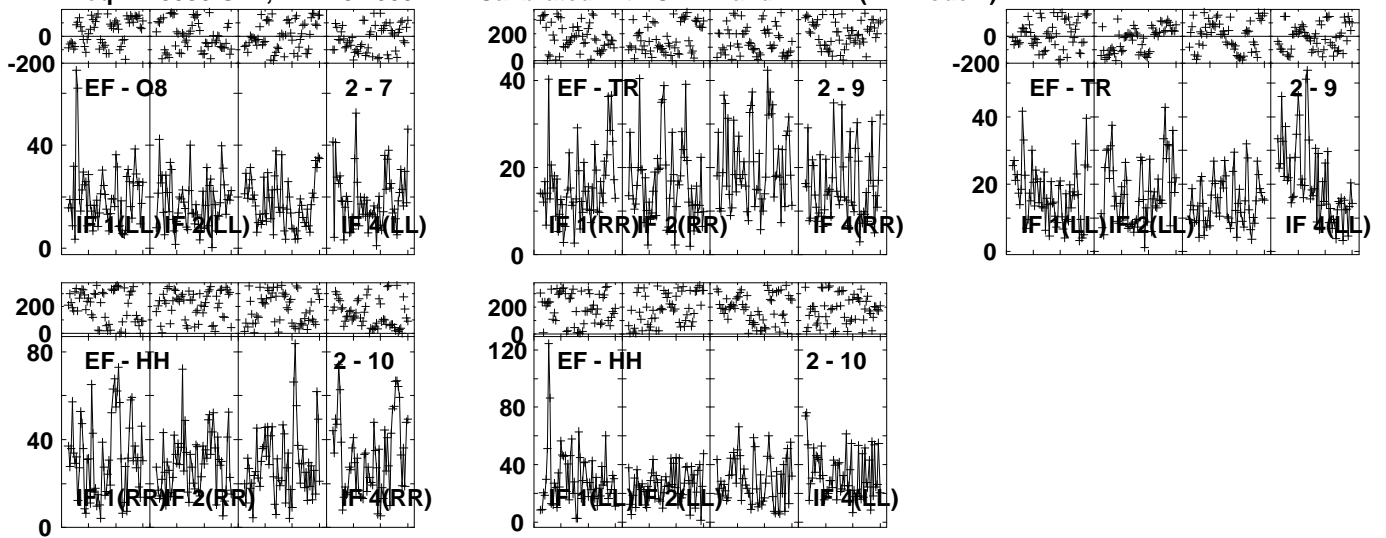 0
-200
EF - O8
2 - 7
40
0
IF 1(LL)
IF 2(LL)
IF 4(LL)
200
0
40
EF - TR
2 - 9
20
0
IF 1(RR)
IF 2(RR)
IF 4(RR)
0
-200
EF - TR
2 - 9
40
20
0
IF 1(LL)
IF 2(LL)
IF 4(LL)
200
0
80
EF - HH
2 - 10
40
0
IF 1(RR)
IF 2(RR)
IF 4(RR)
200
0
120
EF - HH
2 - 10
80
40
0
IF 1(LL)
IF 2(LL)
IF 4(LL)